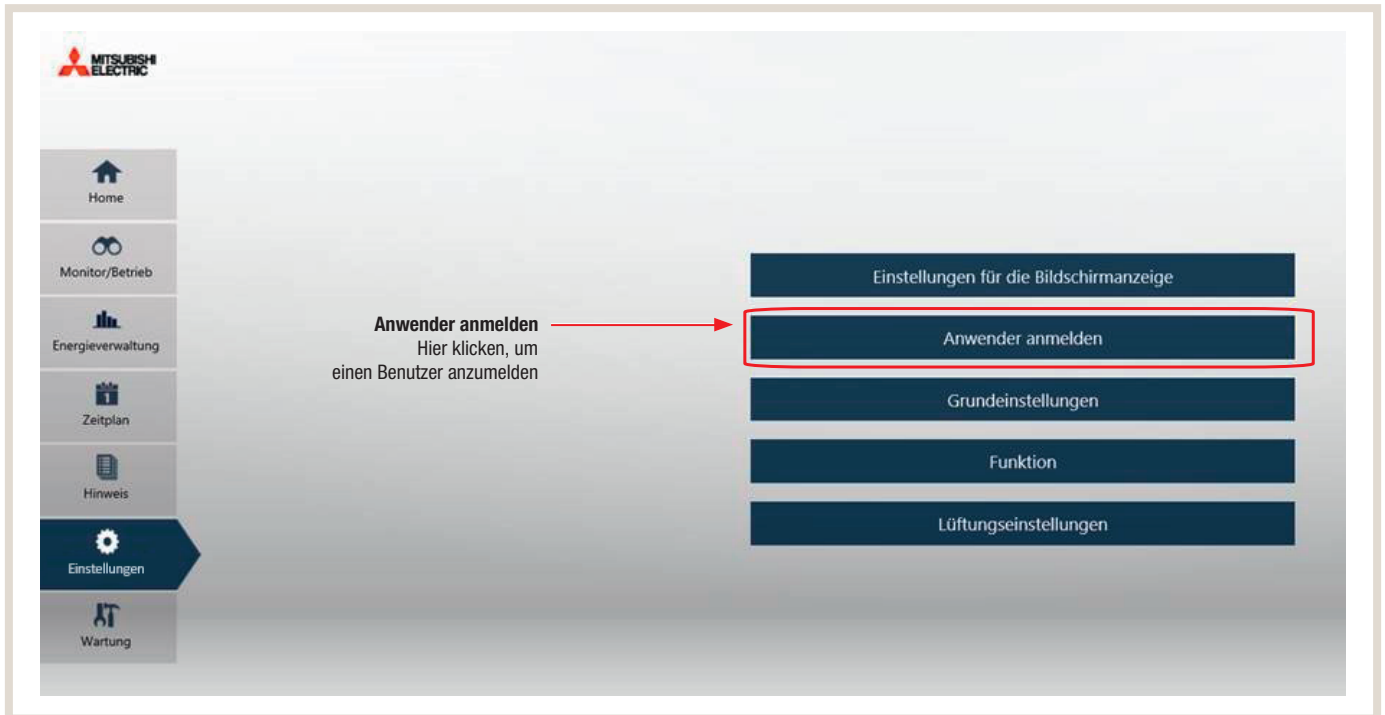 MITSUBISHI
ELECTRIC
Home
Monitor/Betrieb
Energieverwaltung
1
Zeitplan
Hinweis
Einstellungen
Wartung
Anwender anmelden
Hier klicken, um
einen Benutzer anzumelden
Einstellungen für die Bildschirmanzeige
Anwender anmelden
Grundeinstellungen
Funktion
Lüftungseinstellungen